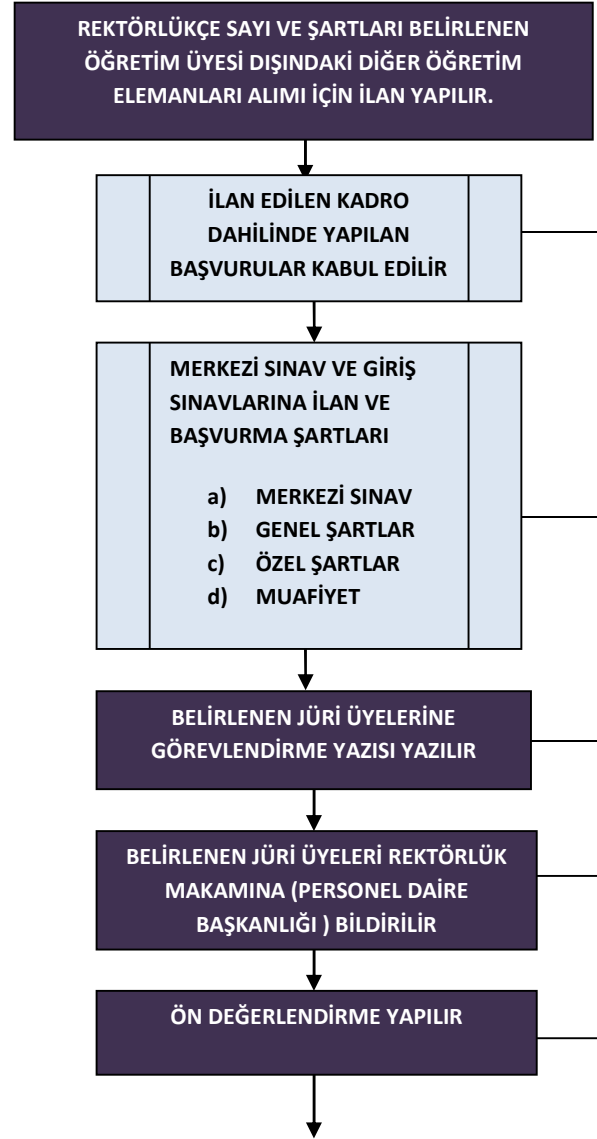 REKTÖRLÜKÇE SAYI VE ŞARTLARI BELİRLENEN
ÖĞRETİM ÜYESİ DIŞINDAKİ DİĞER ÖĞRETİM
ELEMANLARI ALIMI İÇİN İLAN YAPILIR.
İLAN EDİLEN KADRO
DAHİLİNDE YAPILAN
BAŞVURULAR KABUL EDİLİR
MERKEZİ SINAV VE GİRİŞ
SINAVLARINA İLAN VE
BAŞVURMA ŞARTLARI
a) MERKEZİ SINAV
b) GENEL ŞARTLAR
c) ÖZEL ŞARTLAR
d) MUAFİYET
BELİRLENEN JÜRİ ÜYELERİNE
GÖREVLENDİRME YAZISI YAZILIR
BELİRLENEN JÜRİ ÜYELERİ REKTÖRLÜK
MAKAMINA (PERSONEL DAİRE
BAŞKANLIĞI ) BİLDİRİLİR
ÖN DEĞERLENDİRME YAPILIR